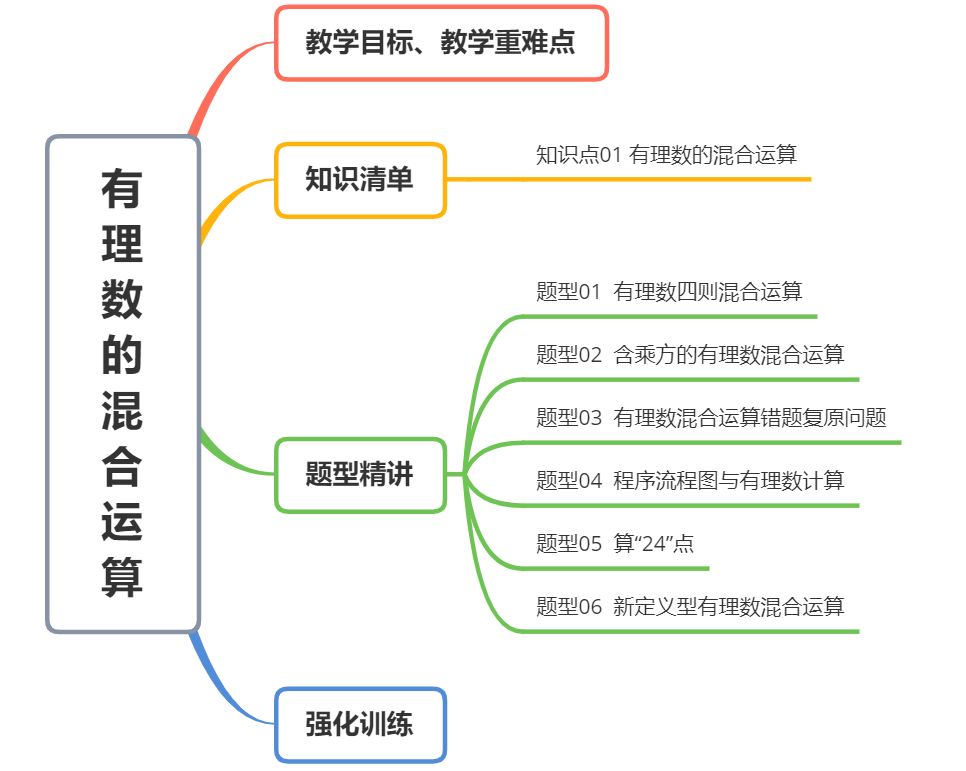 有理数的混合运算
教学目标、教学重难点
知识清单
知识点01 有理数的混合运算
题型精讲
题型01  有理数四则混合运算
题型02  含乘方的有理数混合运算
题型03  有理数混合运算错题复原问题
题型04  程序流程图与有理数计算
题型05  算“24”点
题型06  新定义型有理数混合运算
强化训练